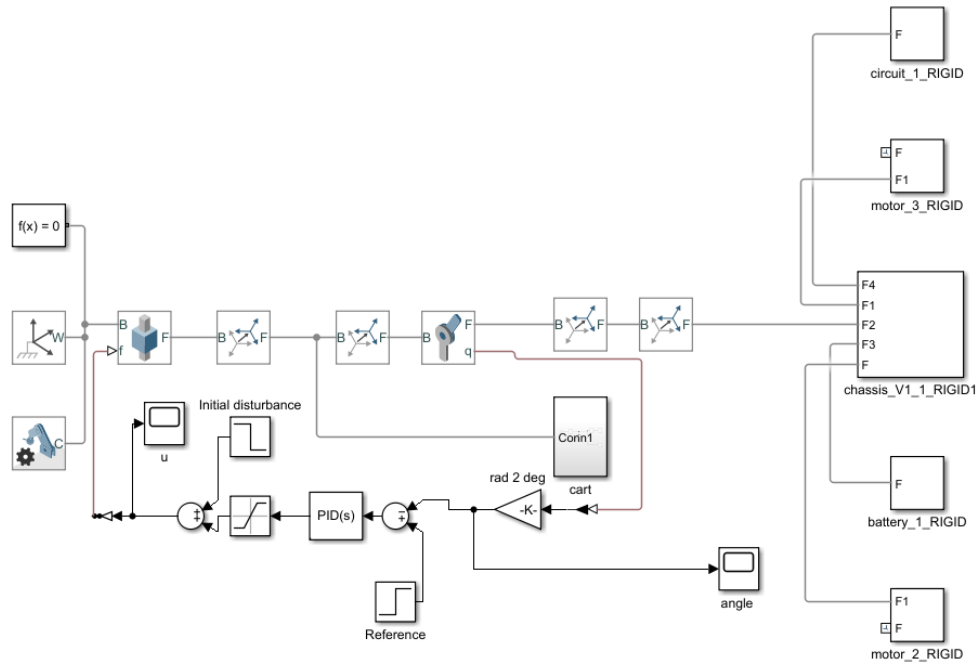 F
circuit_1_RIGID
F
F1
motor_3_RIGID
f(x) = 0
W
B
f
F
B
F
B
F
B
F
q
B
F
B
F
F4
F1
F2
F3
F
chassis_V1_1_RIGID1
C
u
Initial disturbance
Conn1
cart
rad 2 deg
-K-
PID(s)
F
battery_1_RIGID
angle
Reference
F1
F
motor_2_RIGID